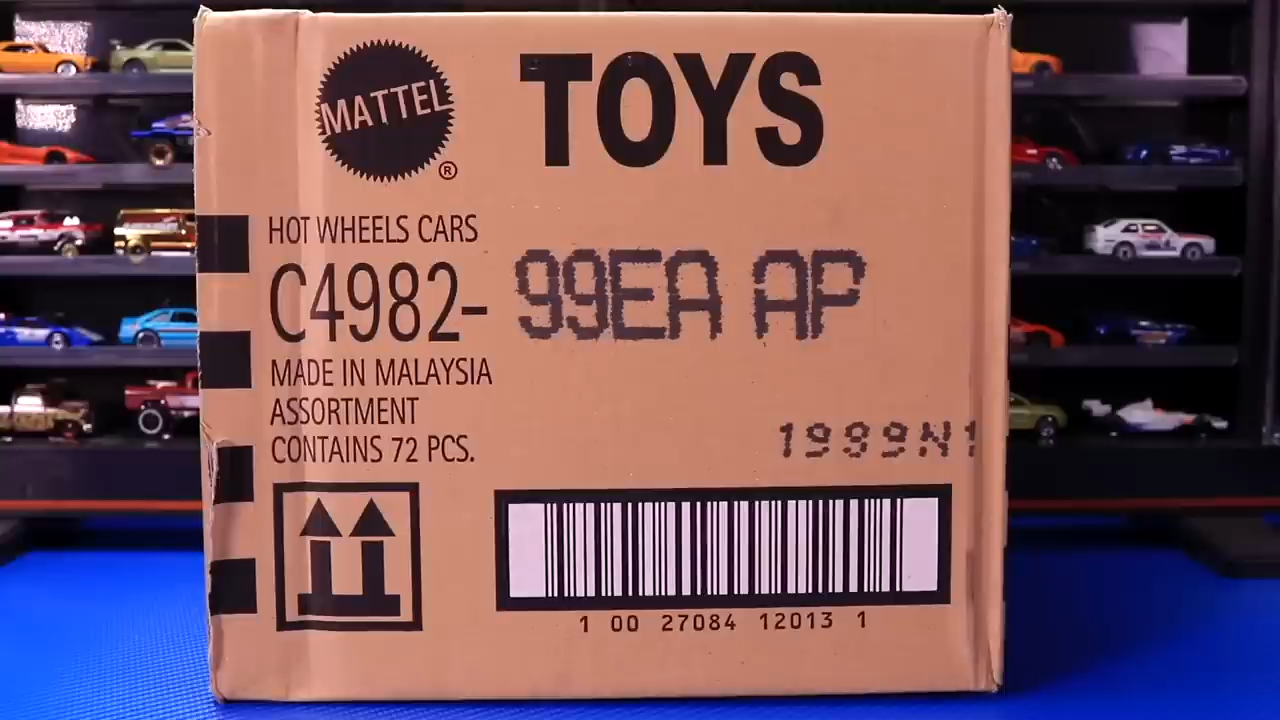 MATTEL
®
TOYS
HOT WHEELS CARS
C4982- 99EA AP
MADE IN MALAYSIA
ASSORTMENT
CONTAINS 72 PCS.
1989N1
1 00 27084 12013 1